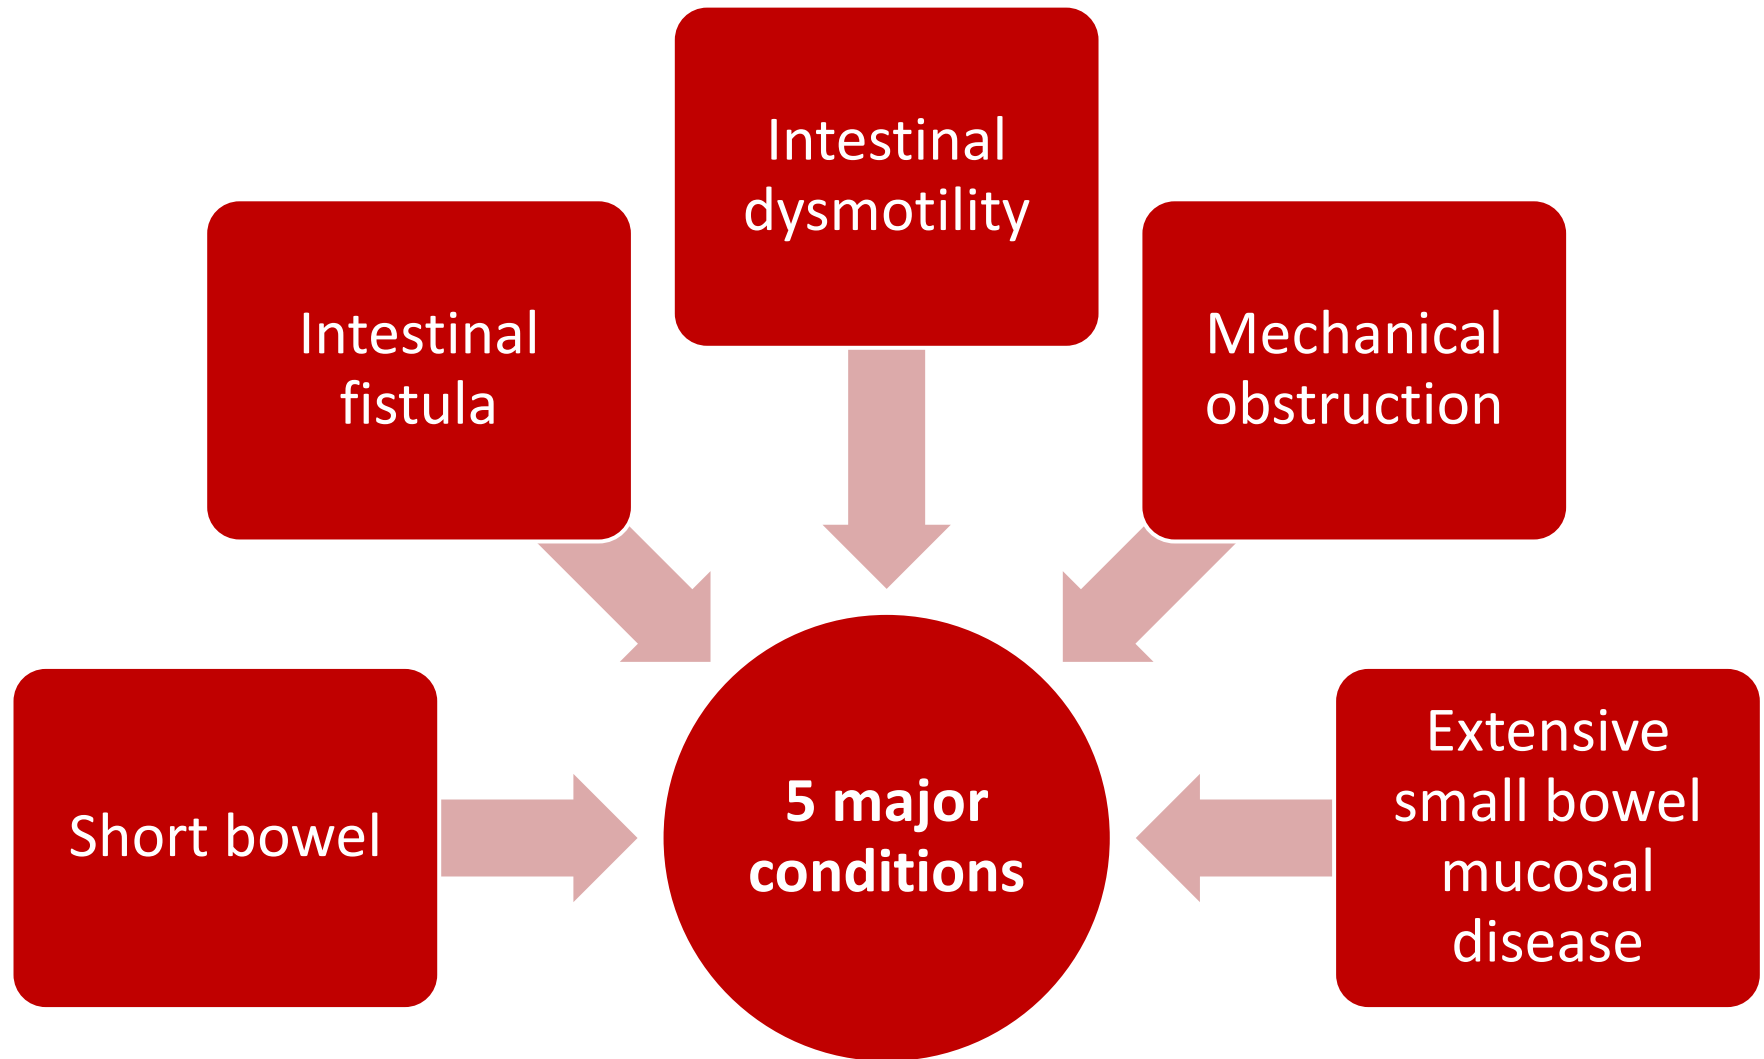 Intestinal
dysmotility
Intestinal
fistula
Mechanical
obstruction
Short bowel
5 major
conditions
Extensive
small bowel
mucosal
disease